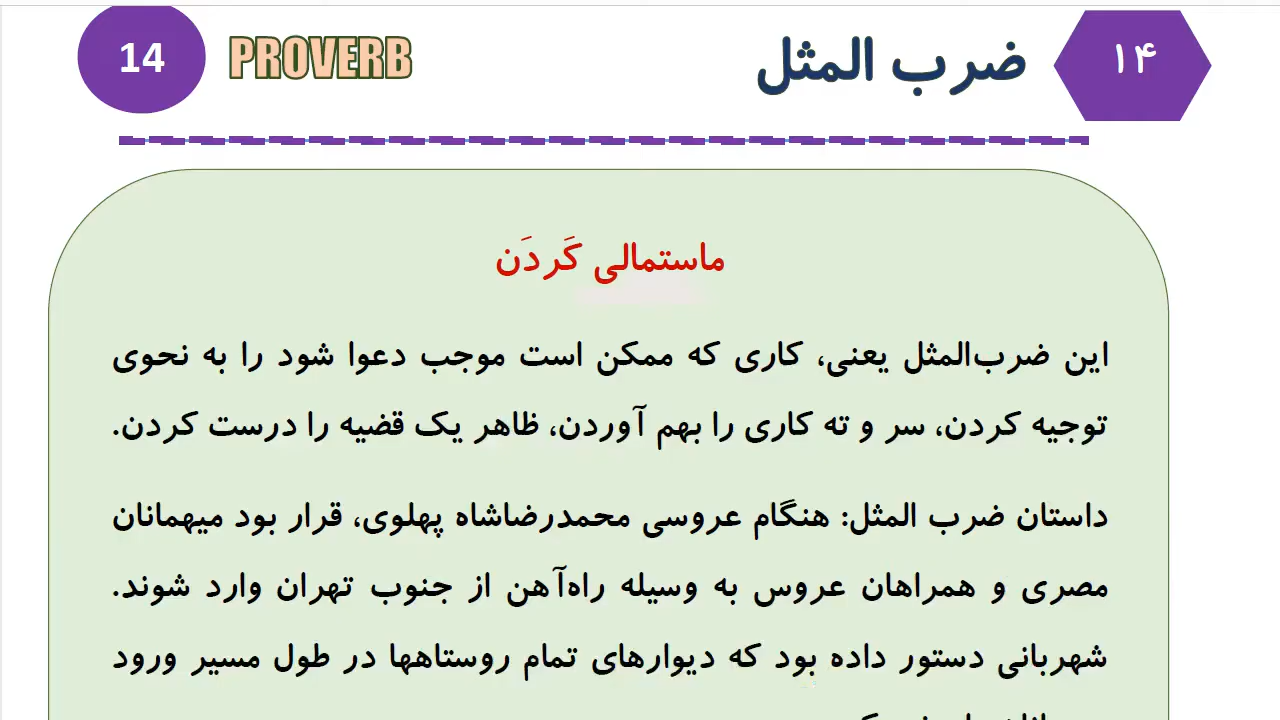 ۱۴
ضرب المثل
PROVERB
14
ماستمالی کَردَن
این ضرب‌المثل یعنی، کاری که ممکن است موجب دعوا شود را به نحوی
توجیه کردن، سر و ته کاری را بهم آوردن، ظاهر یک قضیه را درست کردن.
داستان ضرب المثل: هنگام عروسی محمدرضاشاه پهلوی، قرار بود میهمانان
مصری و همراهان عروس به وسیله راه‌آهن از جنوب تهران وارد شوند.
شهربانی دستور داده بود که دیوارهای تمام روستاهها در طول مسیر ورود